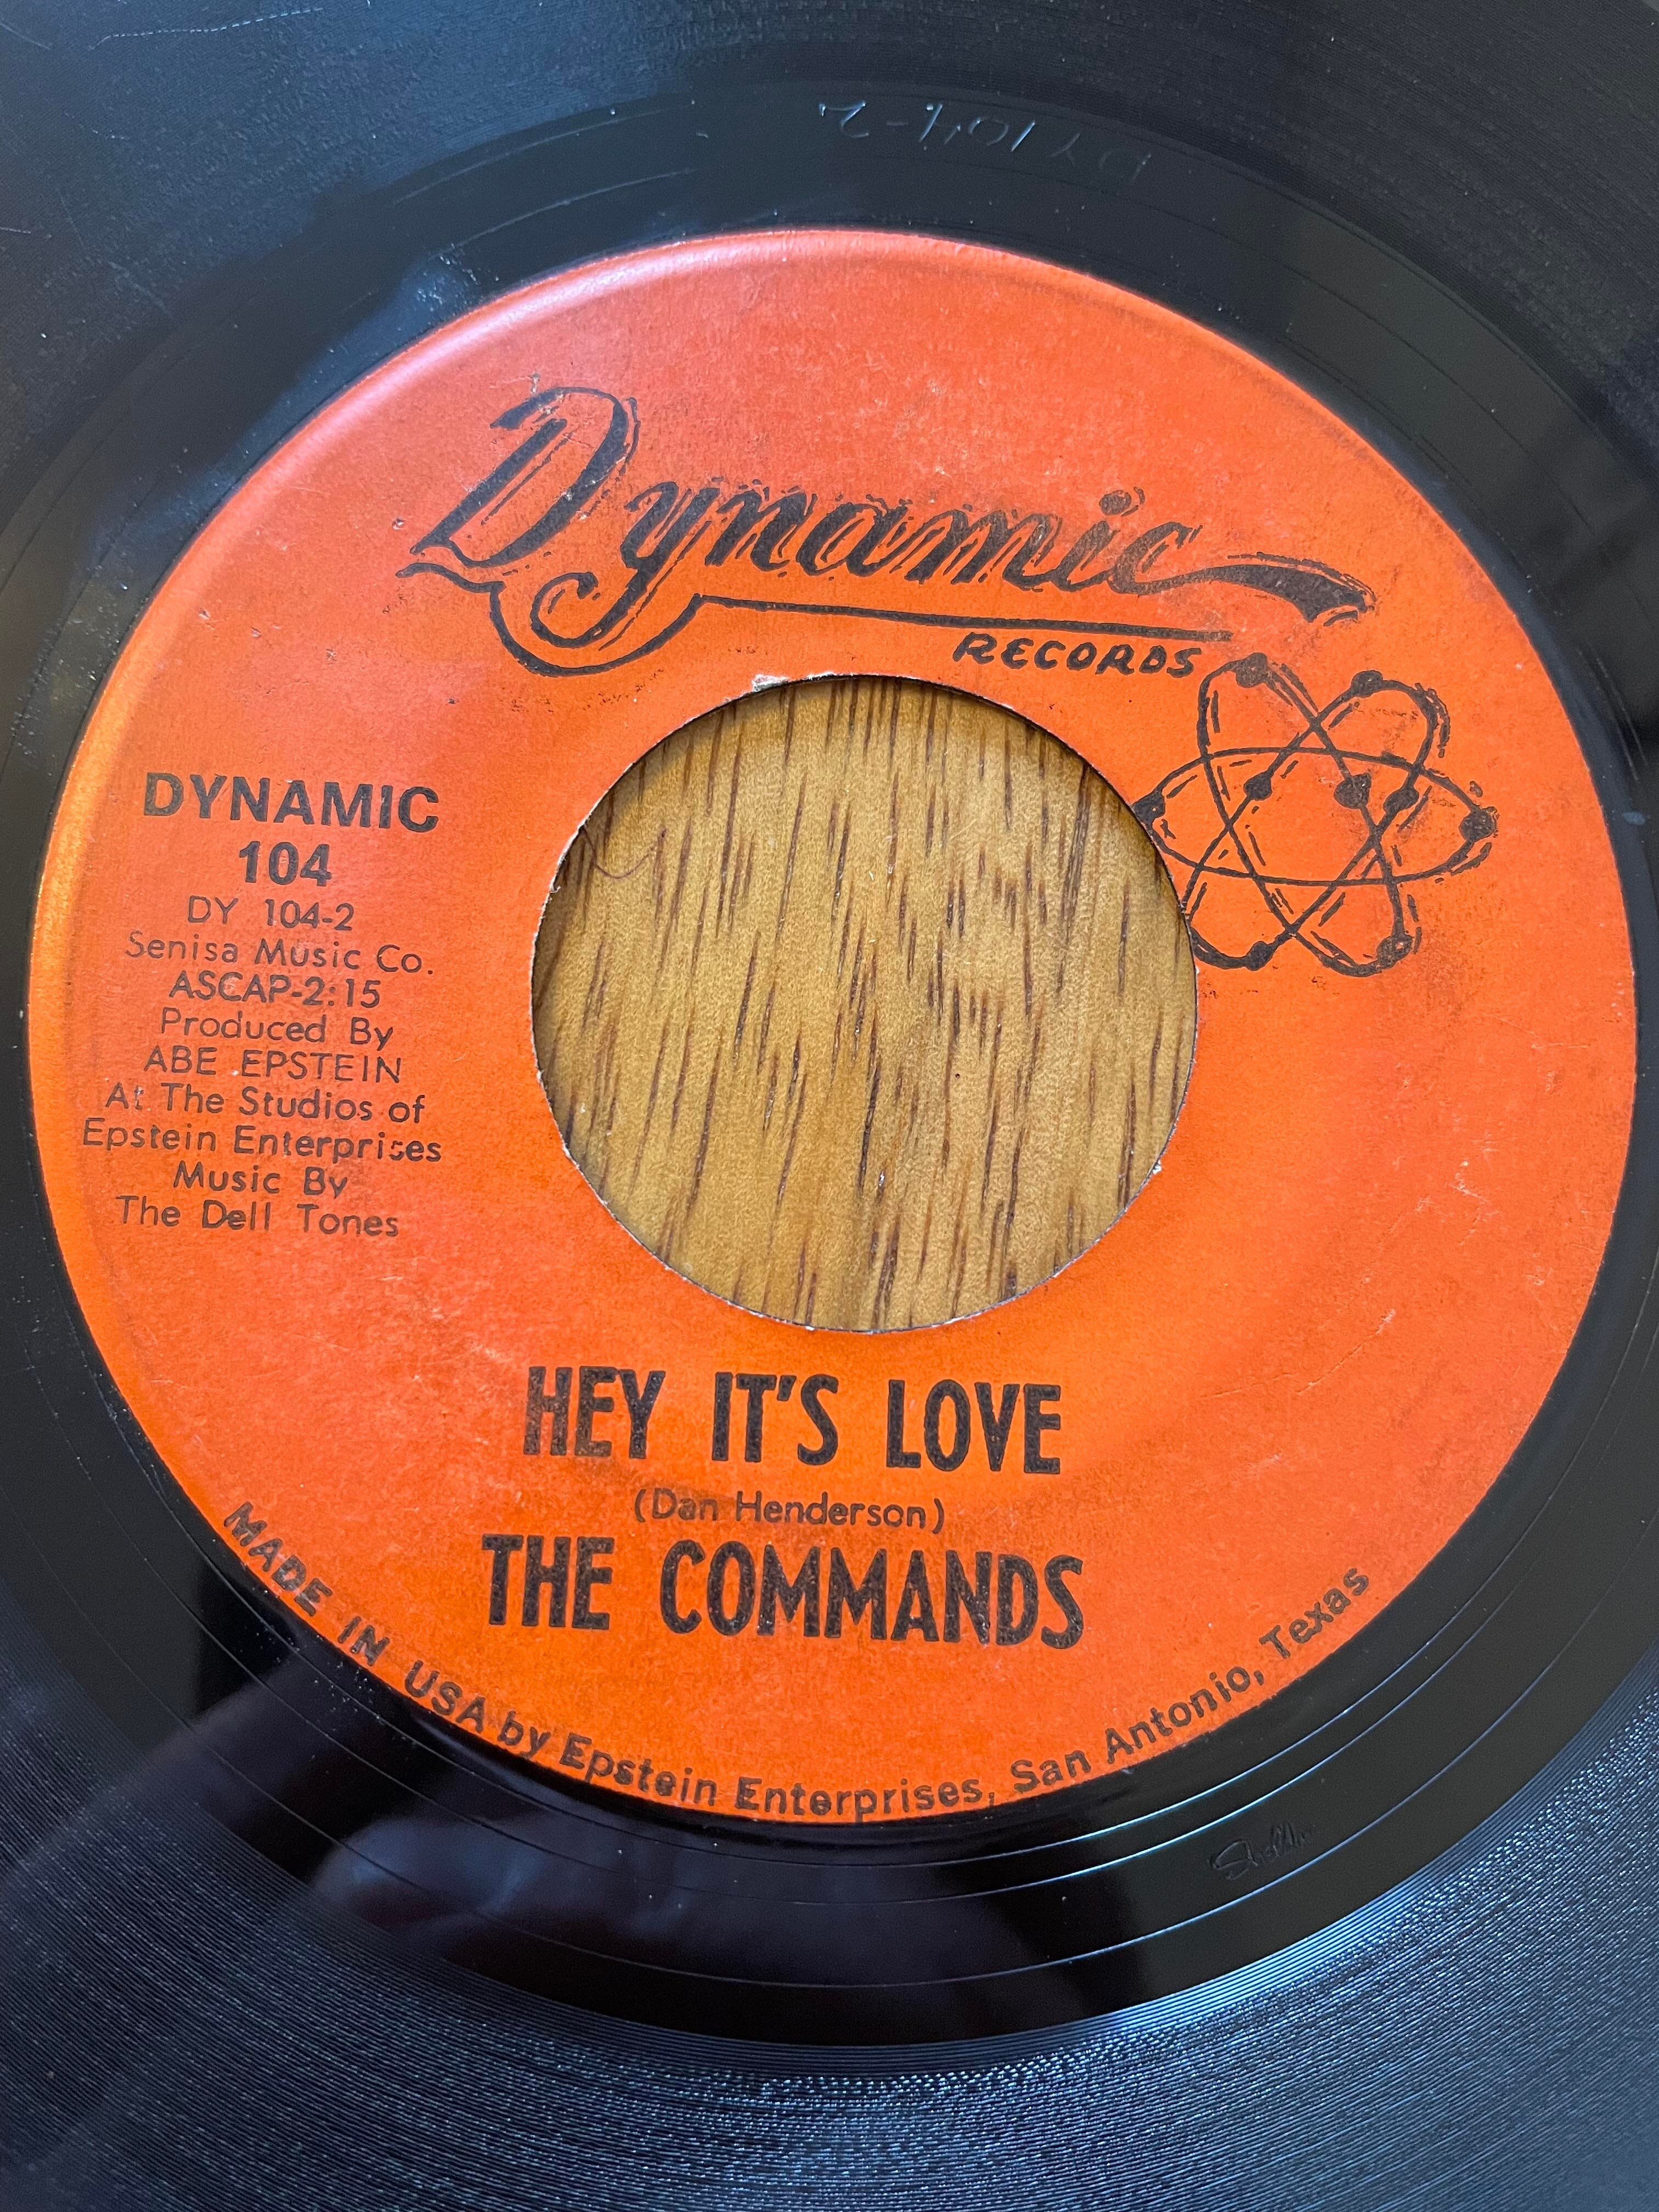 DY 104-2
Dynamic
RECORDS
DYNAMIC
104
DY 104-2
Senisa Music Co.
ASCAP-2:15
Produced By
ABE EPSTEIN
At The Studios of
Epstein Enterprises
Music By
The Dell Tones
HEY IT'S LOVE
(Dan Henderson)
THE COMMANDS
MADE IN USA by Epstein Enterprises, San Antonio, Texas